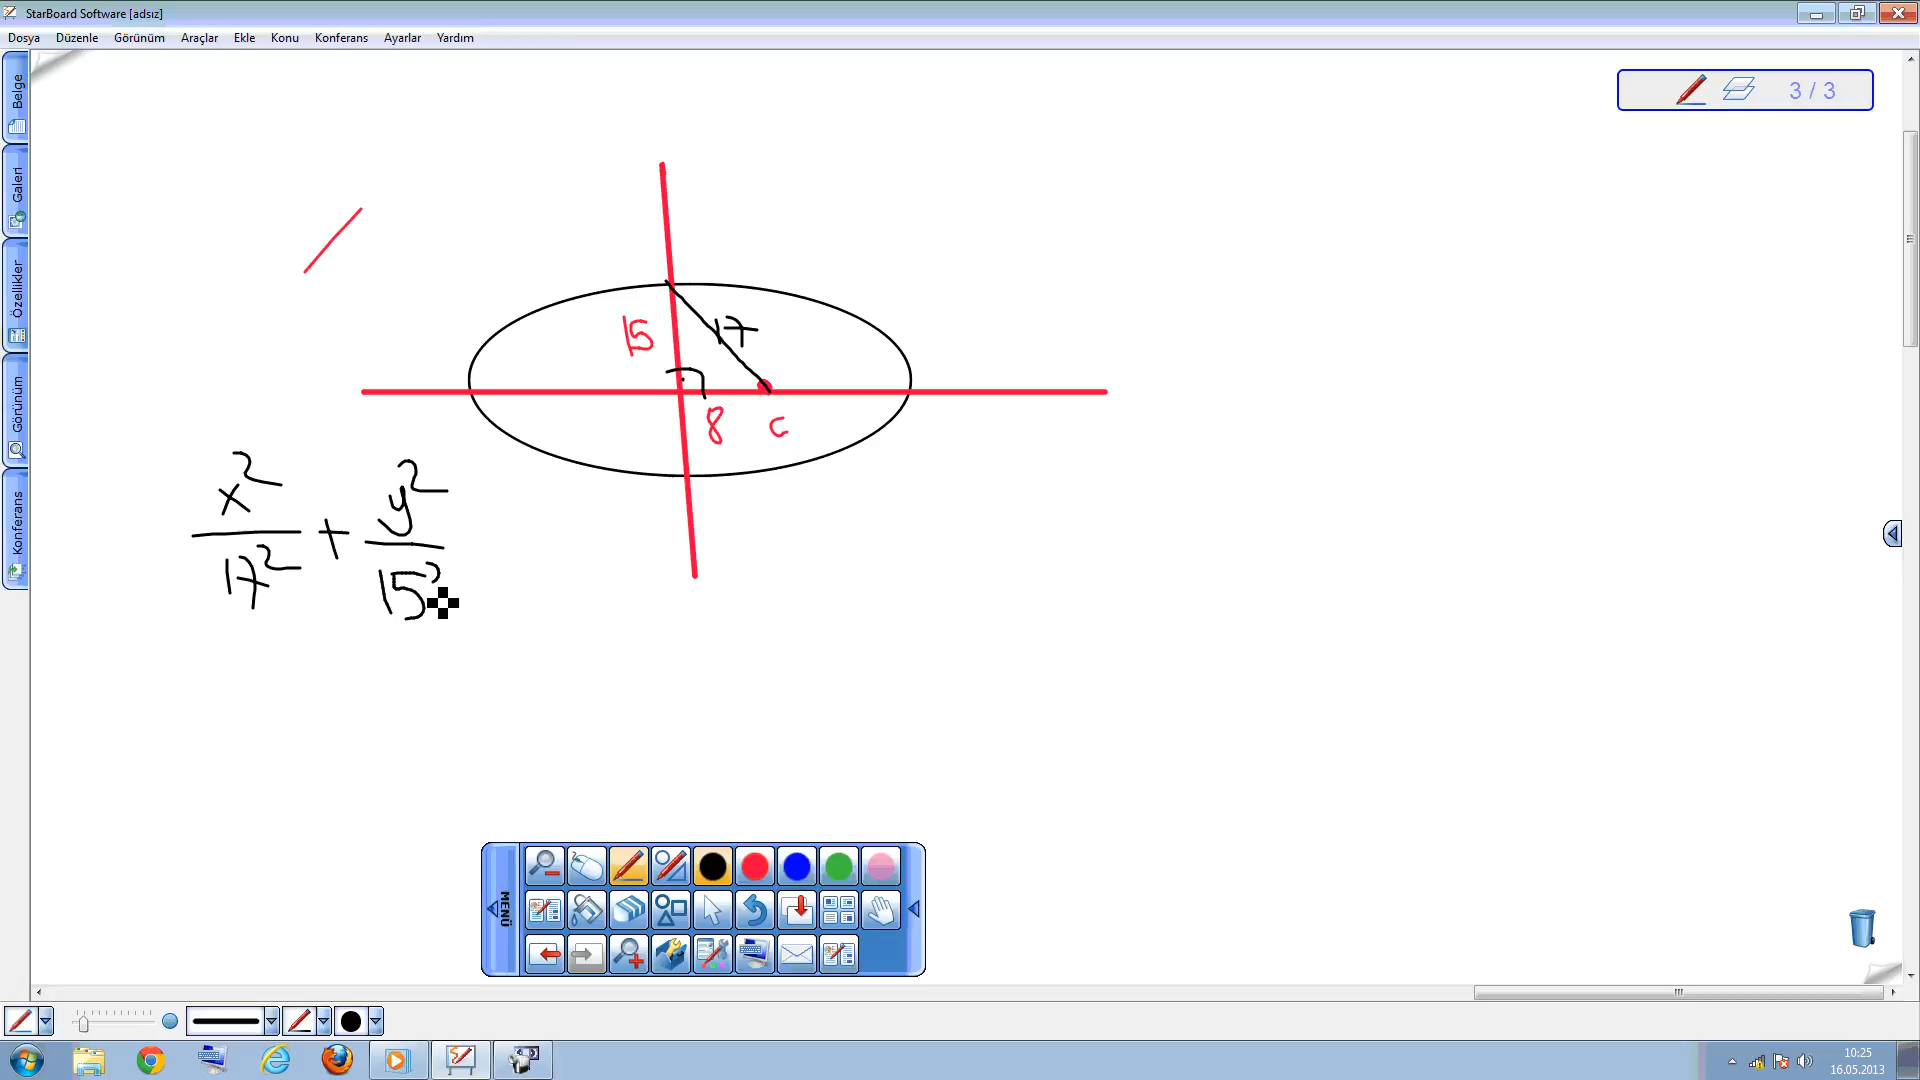 StarBoard Software [adsız]
Dosya Düzenle Görünüm Araçlar Ekle Konu Konferans Ayarlar Yardım
Belge
Galeri
Özellikler
Görünüm
Konferans
3 / 3
15
17
8 c
x² / 17² + y² / 15²
MENÜ
10:25
16.05.2013